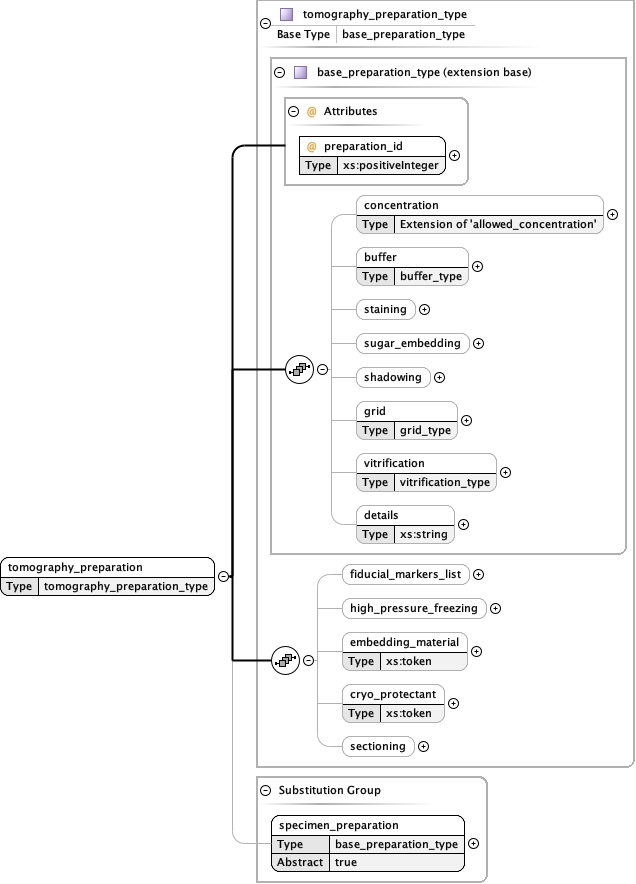 tomography_preparation_type
Base Type base_preparation_type
base_preparation_type (extension base)
@ Attributes
@ preparation_id
Type xs:positiveInteger
concentration
Type Extension of 'allowed_concentration'
buffer
Type buffer_type
staining
sugar_embedding
shadowing
grid
Type grid_type
vitrification
Type vitrification_type
details
Type xs:string
tomography_preparation
Type tomography_preparation_type
fiducial_markers_list
high_pressure_freezing
embedding_material
Type xs:token
cryo_protectant
Type xs:token
sectioning
Substitution Group
specimen_preparation
Type base_preparation_type
Abstract true